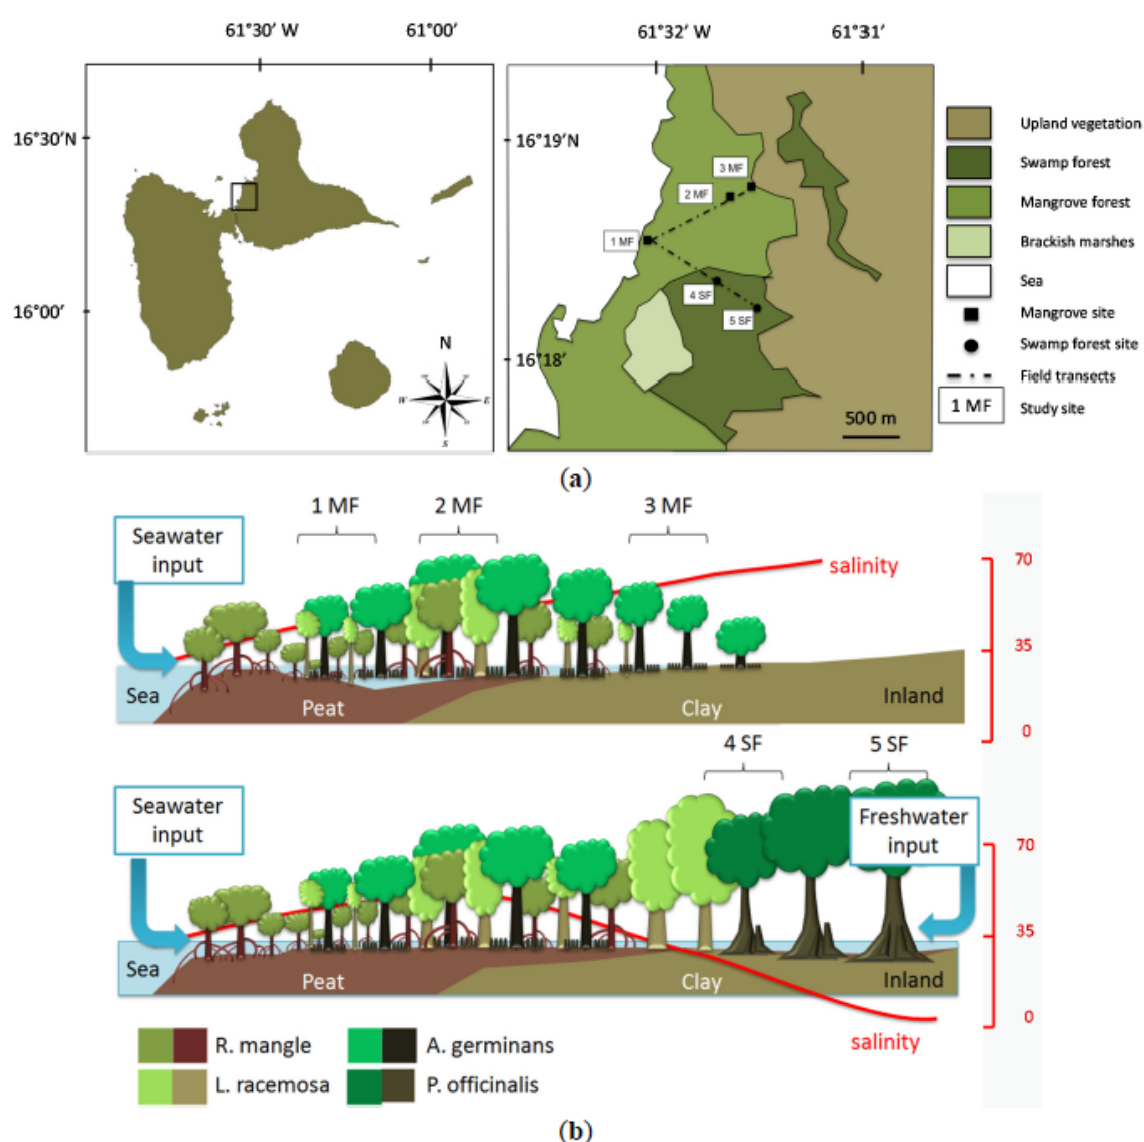 61°30' W
61°00'
61°32' W
61°31'
16°30'N
16°00'
N
W
E
S
16°19'N
16°18'
3 MF
2 MF
1 MF
4 SF
5 SF
500 m
Upland vegetation
Swamp forest
Mangrove forest
Brackish marshes
Sea
Mangrove site
Swamp forest site
Field transects
1 MF
Study site
(a)
1 MF
2 MF
3 MF
Seawater
input
salinity
70
35
0
Sea
Peat
Clay
Inland
4 SF
5 SF
Seawater
input
Freshwater
input
70
35
0
Sea
Peat
Clay
Inland
salinity
R. mangle
A. germinans
L. racemosa
P. officinalis
(b)